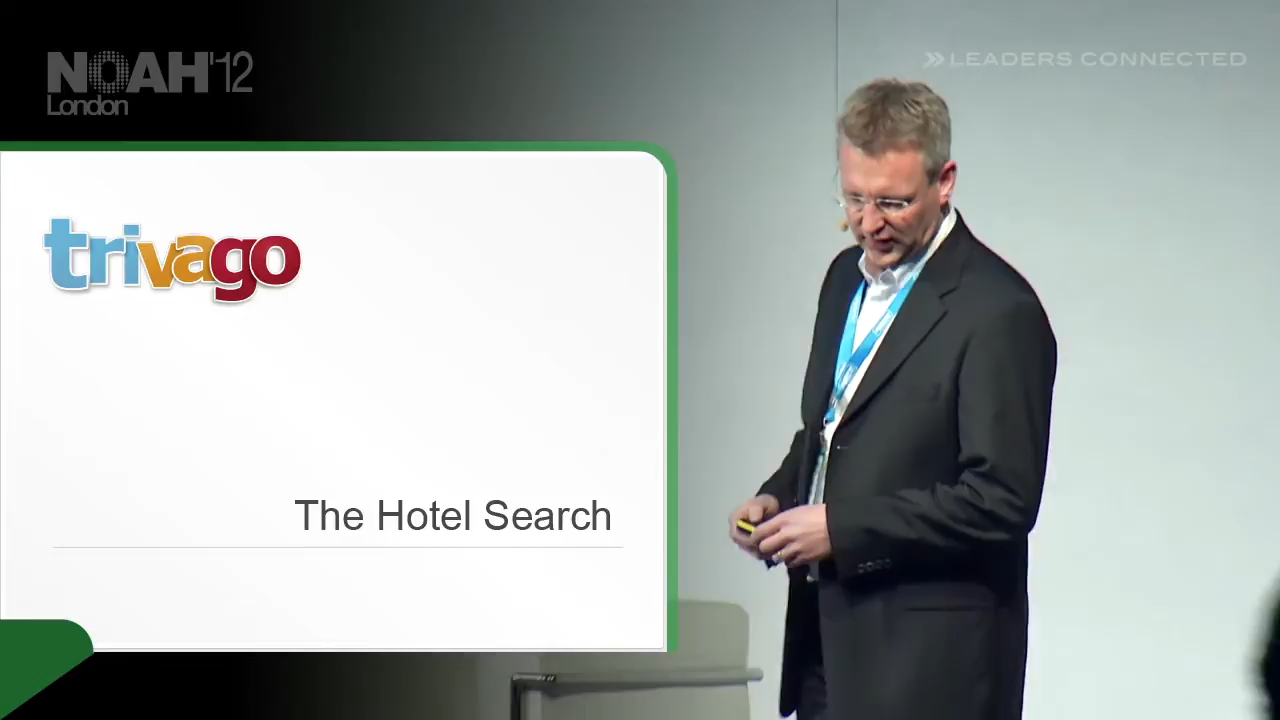 NOAH'12
London
»LEADERS CONNECTED
trivago
The Hotel Search